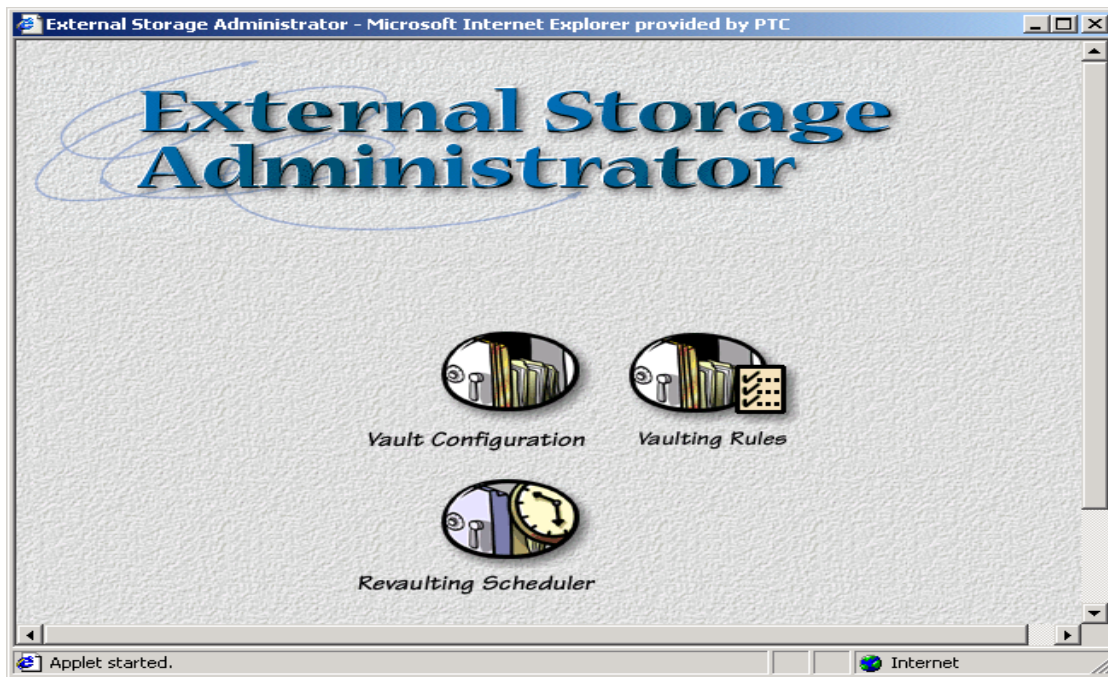 External Storage Administrator - Microsoft Internet Explorer provided by PTC
External Storage
Administrator
Vault Configuration
Vaulting Rules
Revaulting Scheduler
Applet started.
Internet